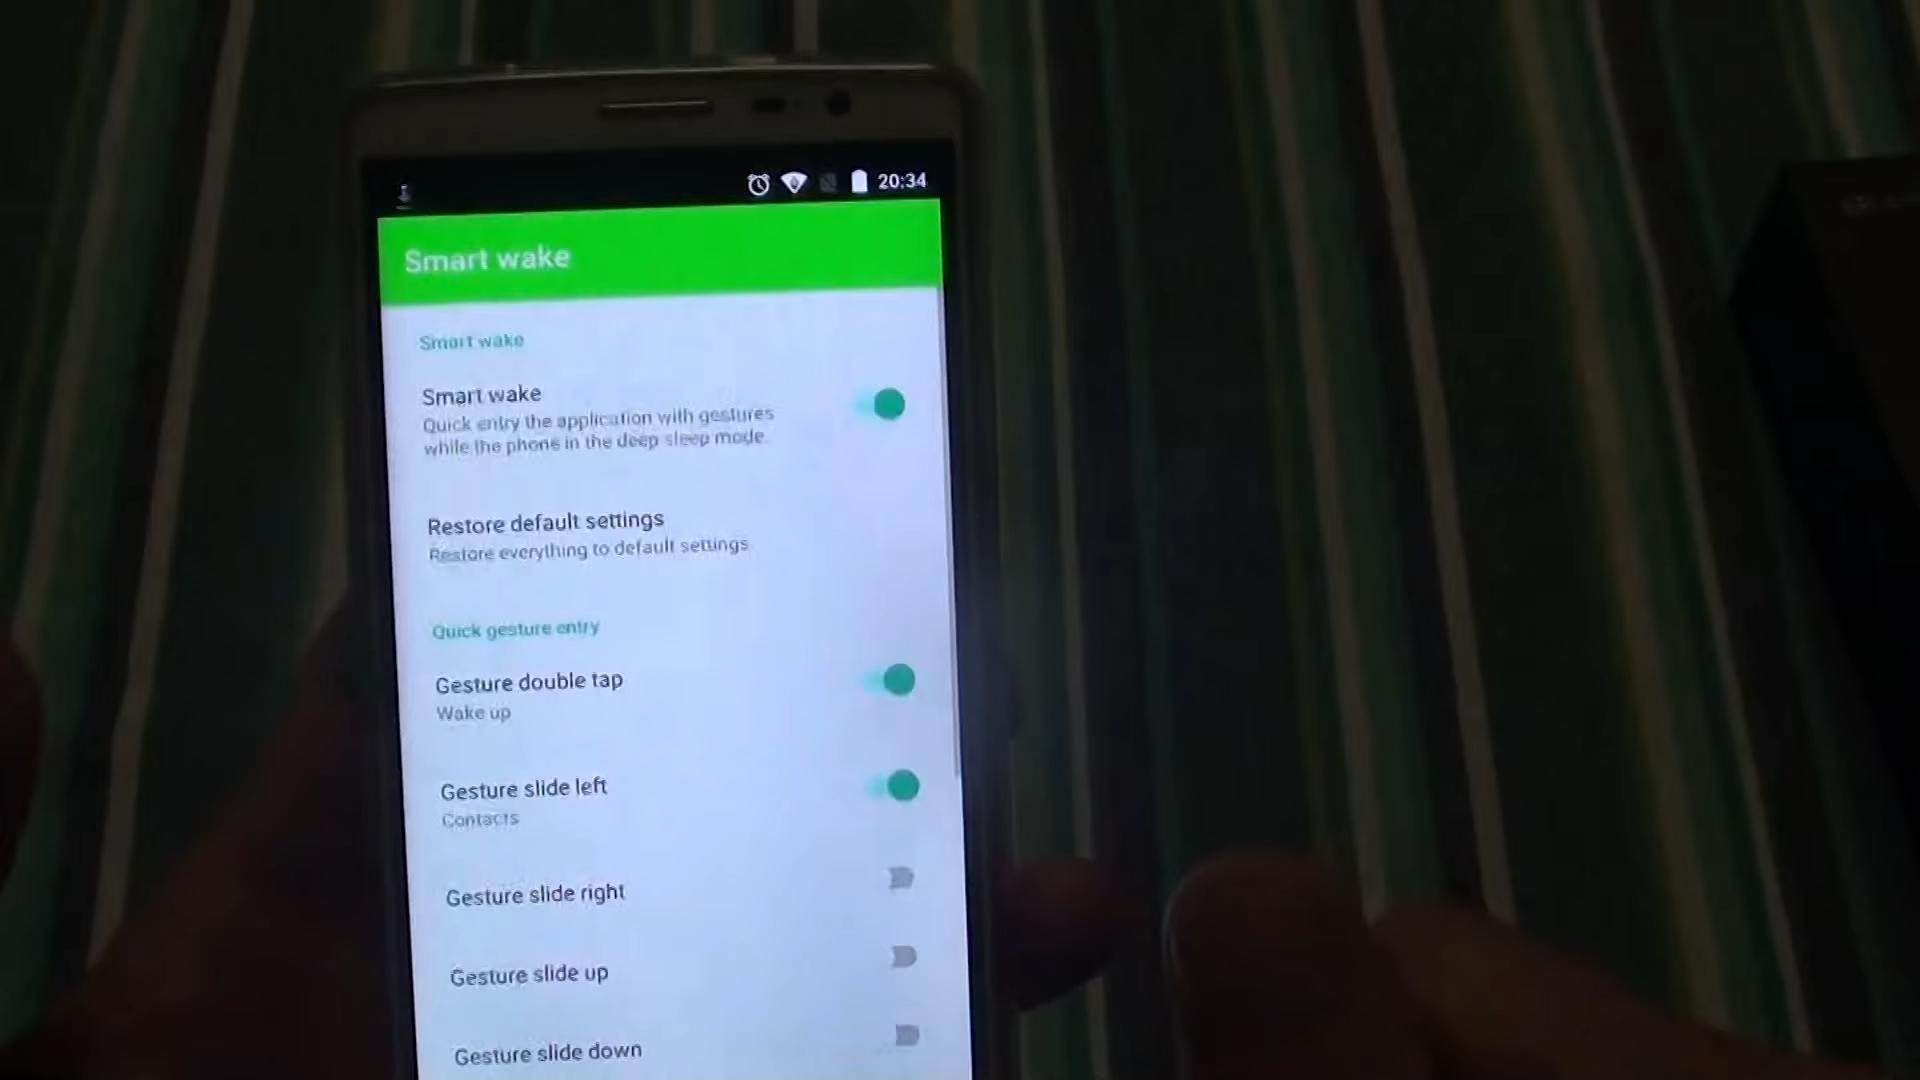 20:34
Smart wake
Smart wake
Smart wake
Quick entry the application with gestures
while the phone in the deep sleep mode.
Restore default settings
Restore everything to default settings
Quick gesture entry
Gesture double tap
Wake up
Gesture slide left
Contacts
Gesture slide right
Gesture slide up
Gesture slide down